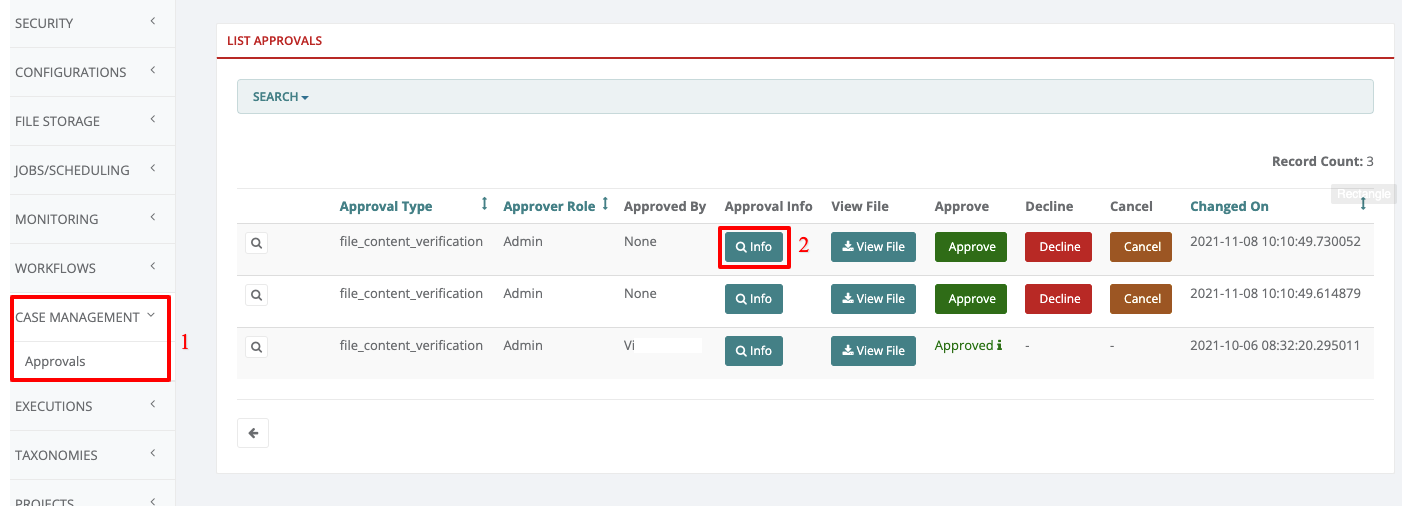 SECURITY
CONFIGURATIONS
FILE STORAGE
JOBS/SCHEDULING
MONITORING
WORKFLOWS
CASE MANAGEMENT
Approvals
1
EXECUTIONS
TAXONOMIES
PROJECTS
LIST APPROVALS
SEARCH
Record Count: 3
Rectangle
Approval Type Approver Role Approved By Approval Info View File Approve Decline Cancel Changed On
file_content_verification Admin None Info 2 View File Approve Decline Cancel 2021-11-08 10:10:49.730052
file_content_verification Admin None Info View File Approve Decline Cancel 2021-11-08 10:10:49.614879
file_content_verification Admin Vi Info View File Approved - - 2021-10-06 08:32:20.295011